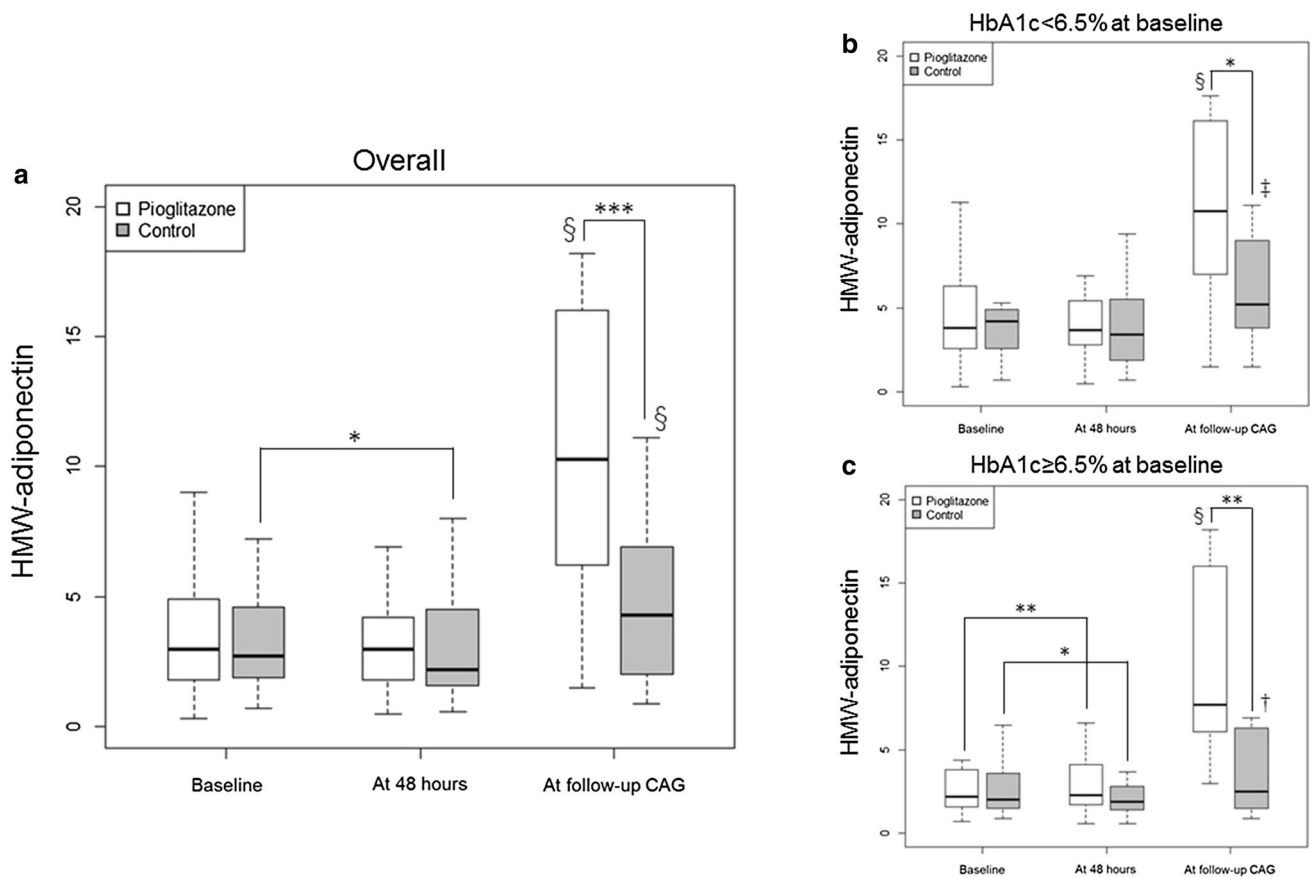 a
Overall
HMW-adiponectin
20
15
10
5
0
Pioglitazone
Control
*
§
***
§
Baseline
At 48 hours
At follow-up CAG
b
HbA1c<6.5% at baseline
HMW-adiponectin
20
15
10
5
0
Pioglitazone
Control
§
*
‡
Baseline
At 48 hours
At follow-up CAG
c
HbA1c≥6.5% at baseline
HMW-adiponectin
20
15
10
5
0
Pioglitazone
Control
**
*
§
**
†
Baseline
At 48 hours
At follow-up CAG